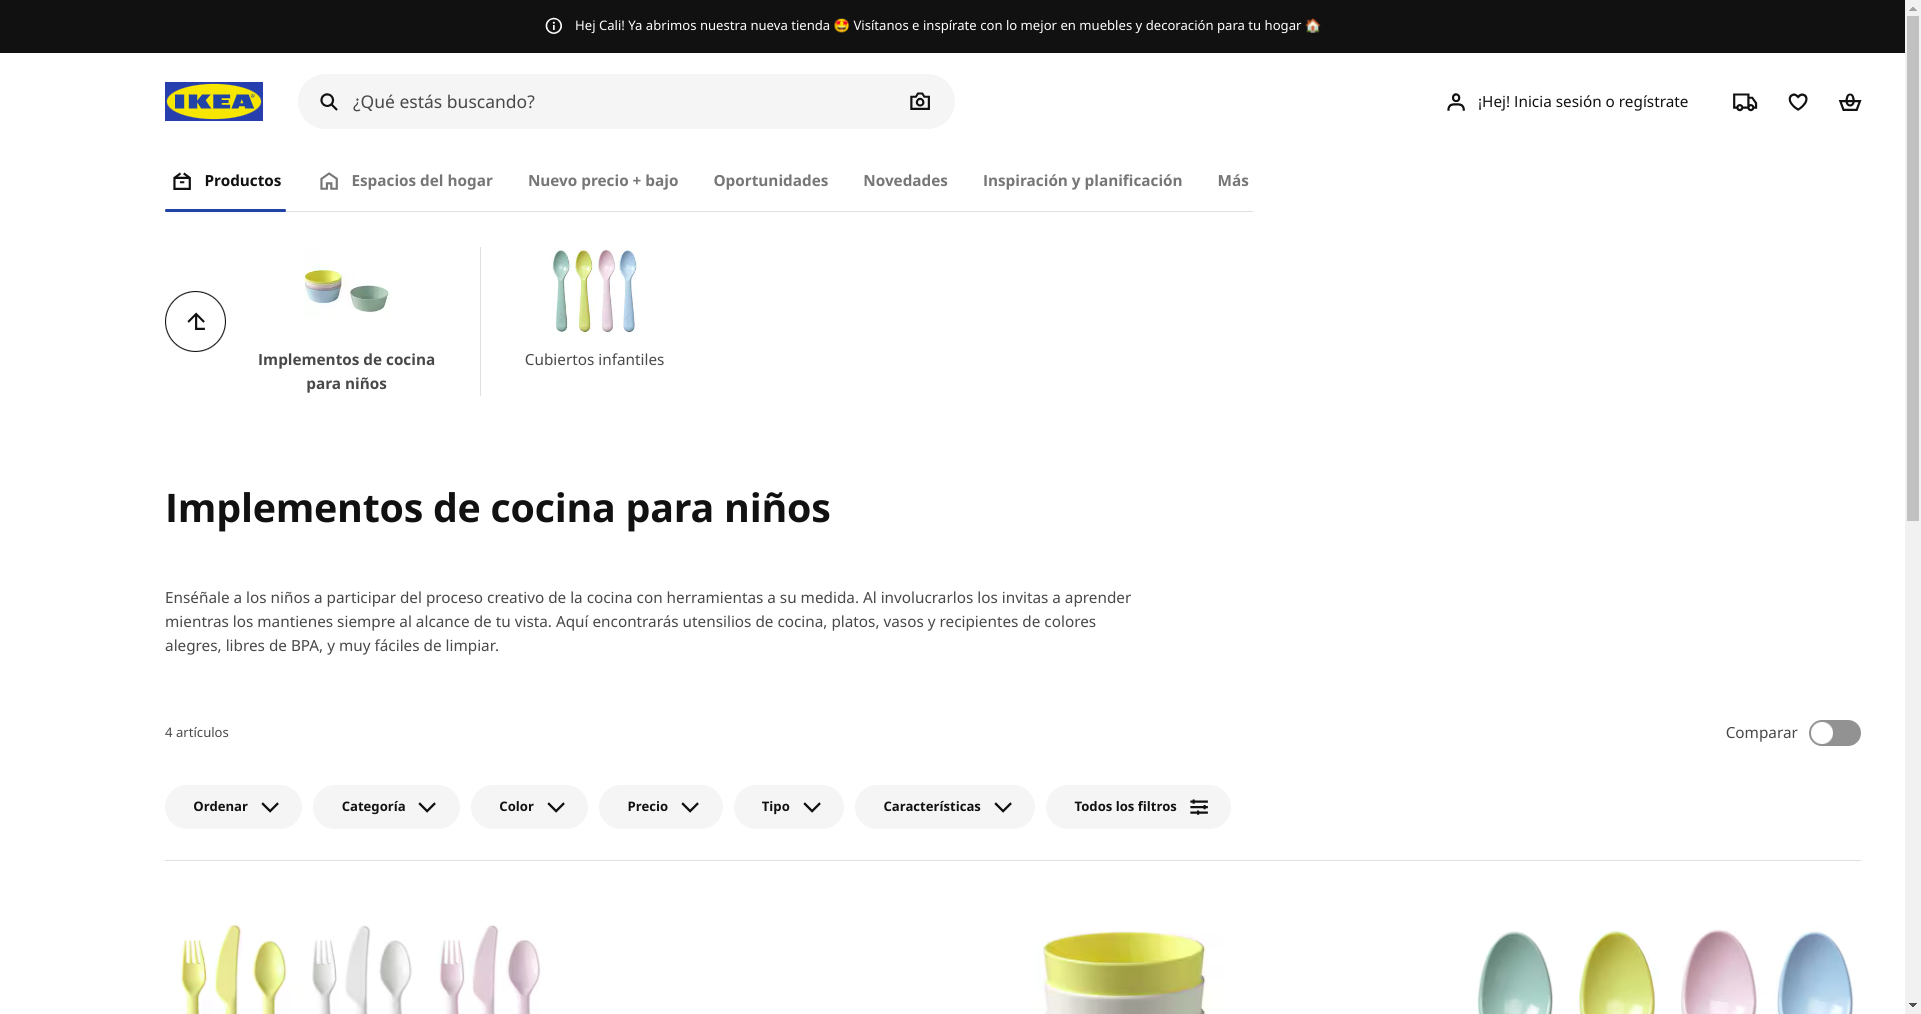 Hej Cali! Ya abrimos nuestra nueva tienda 🤩 Visítanos e inspírate con lo mejor en muebles y decoración para tu hogar 🏠
IKEA
¿Qué estás buscando?
¡Hej! Inicia sesión o regístrate
Productos
Espacios del hogar
Nuevo precio + bajo
Oportunidades
Novedades
Inspiración y planificación
Más
Implementos de cocina
para niños
Cubiertos infantiles
Implementos de cocina para niños
Enséñale a los niños a participar del proceso creativo de la cocina con herramientas a su medida. Al involucrarlos los invitas a aprender
mientras los mantienes siempre al alcance de tu vista. Aquí encontrarás utensilios de cocina, platos, vasos y recipientes de colores
alegres, libres de BPA, y muy fáciles de limpiar.
4 artículos
Comparar
Ordenar
Categoría
Color
Precio
Tipo
Características
Todos los filtros